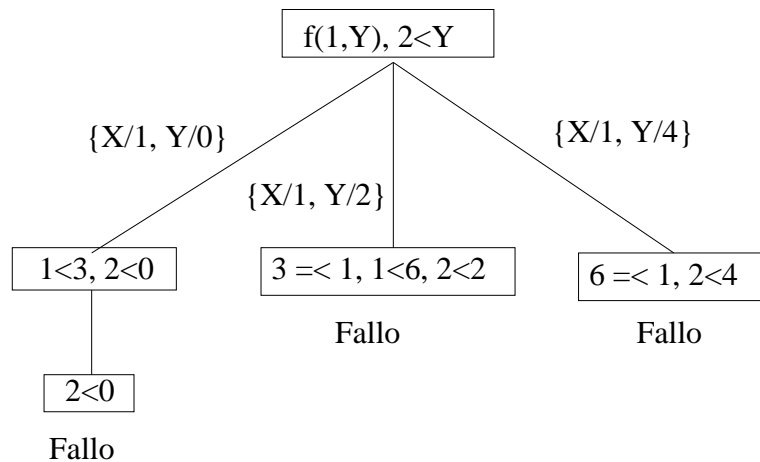 f(1,Y), 2<Y
{X/1, Y/0}
{X/1, Y/4}
{X/1, Y/2}
1<3, 2<0
3 =< 1, 1<6, 2<2
6 =< 1, 2<4
Fallo
Fallo
2<0
Fallo